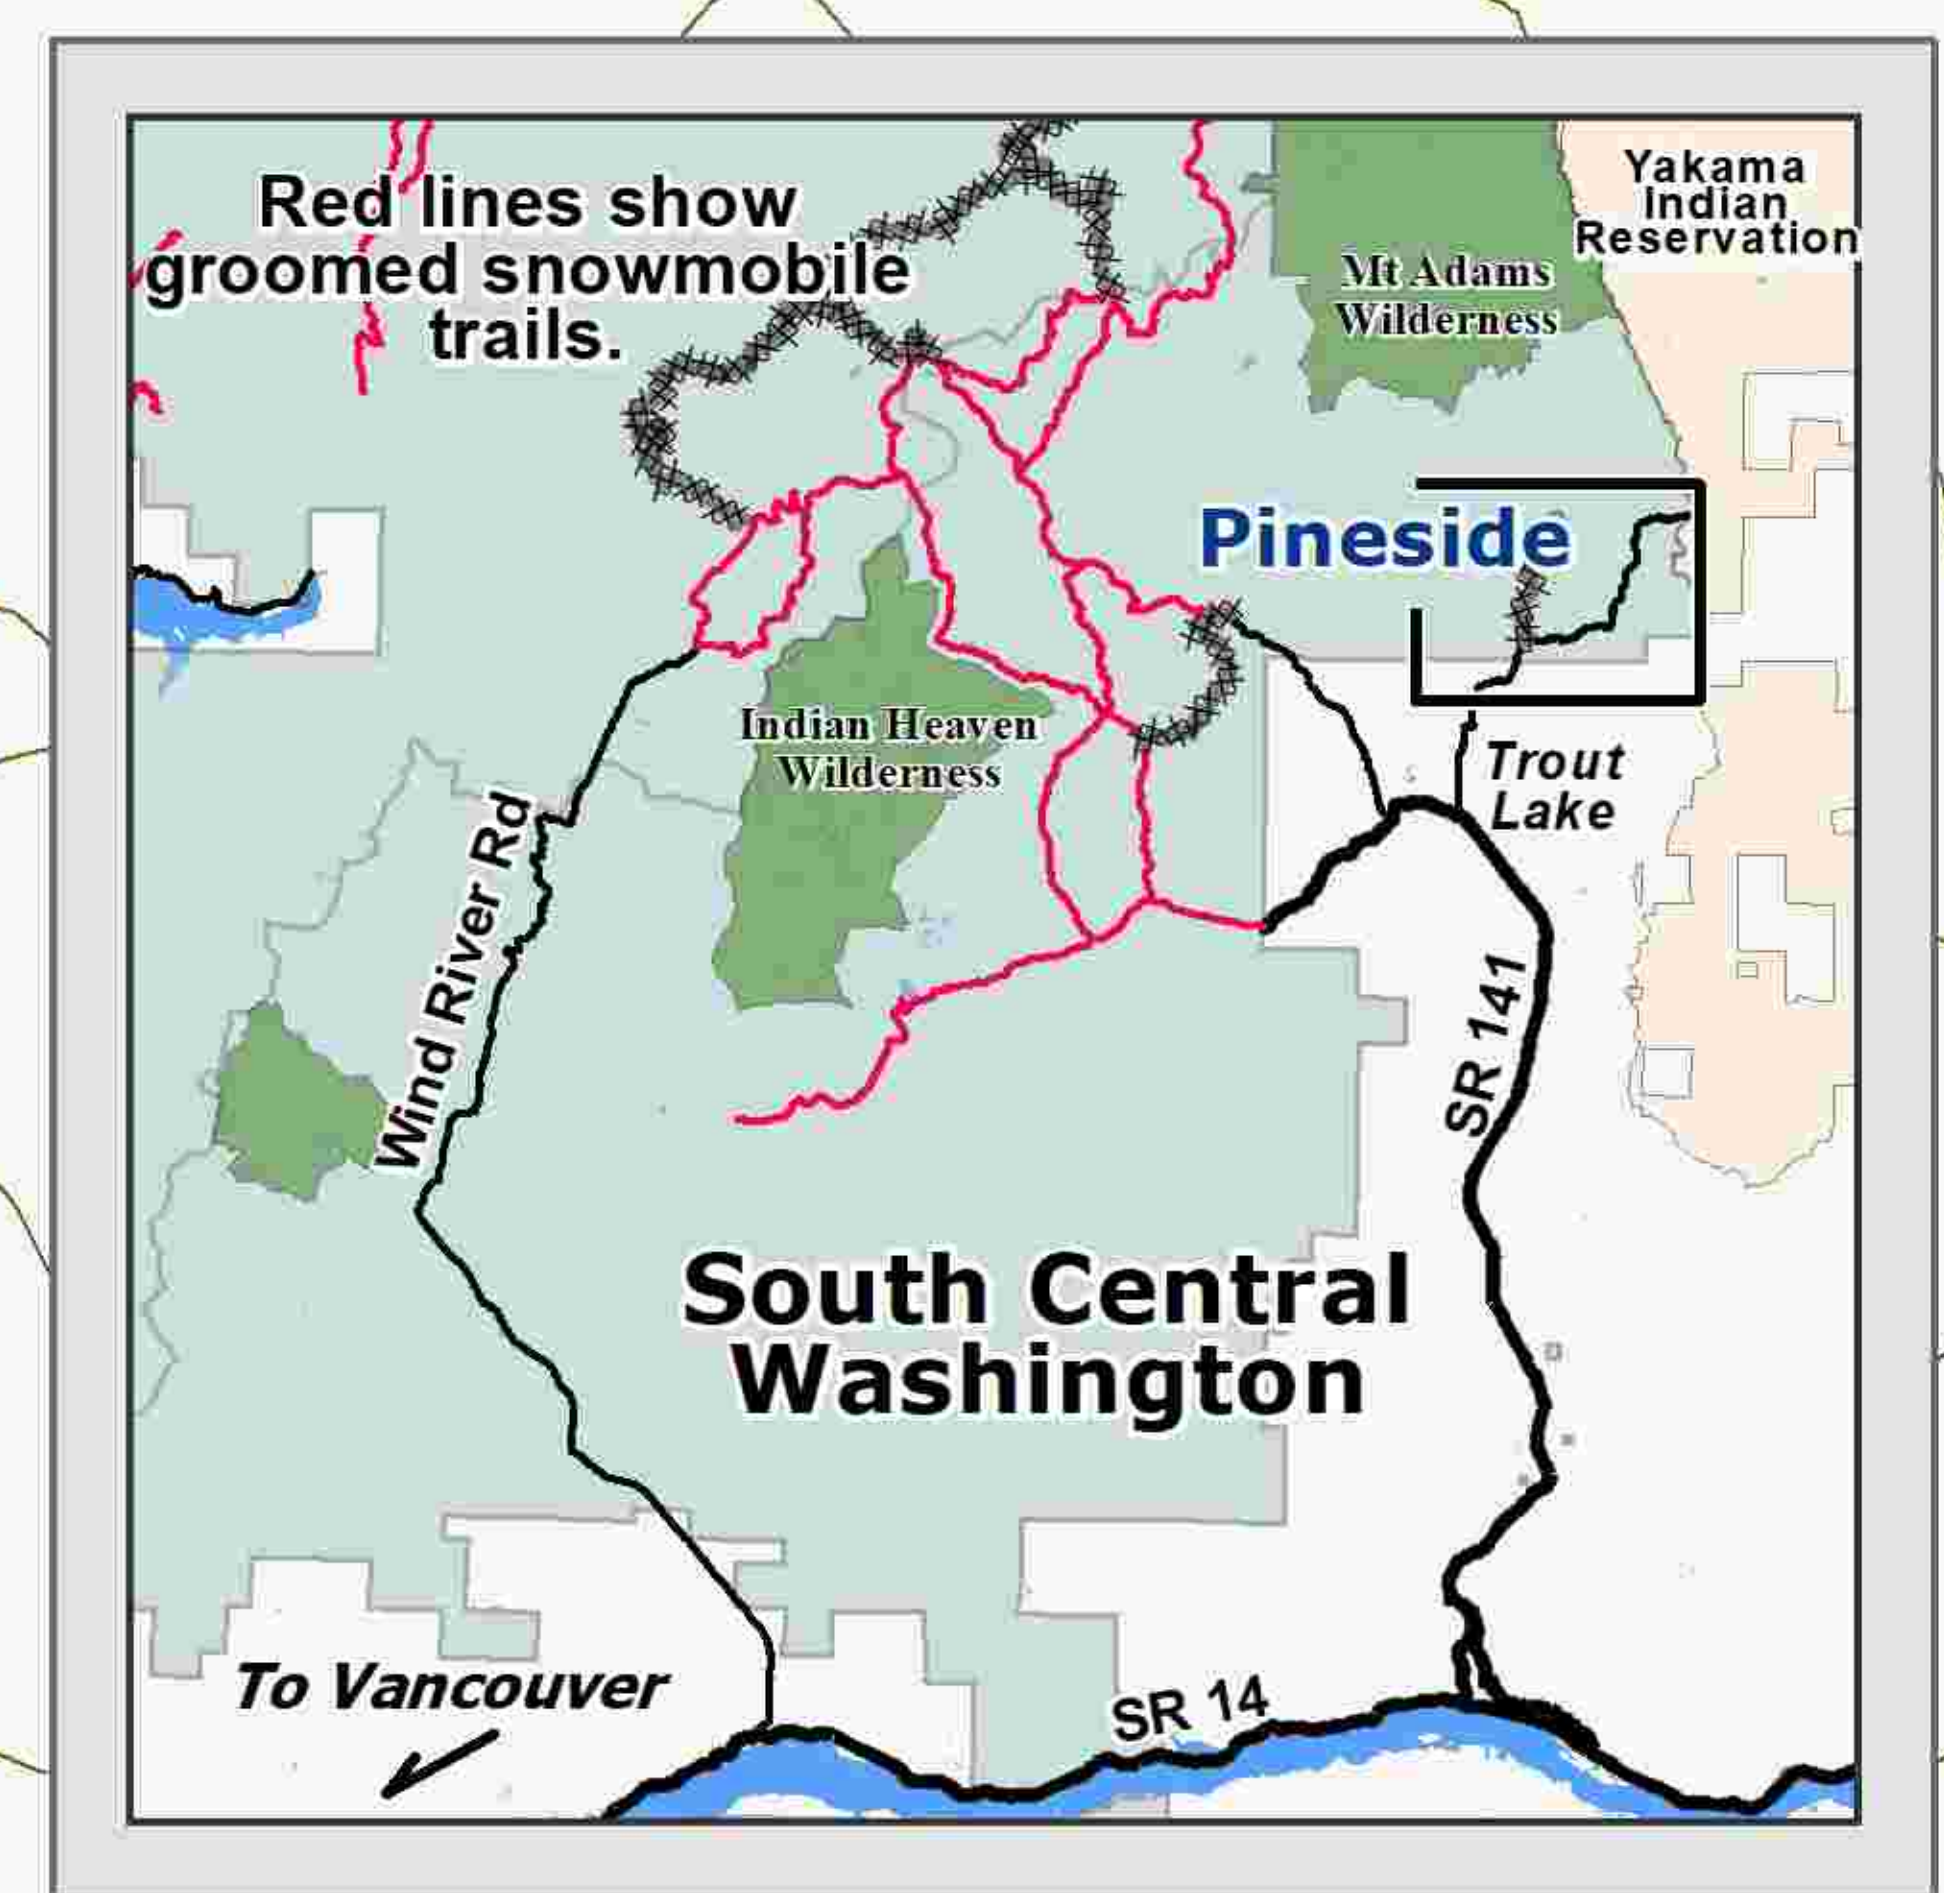 Red lines show
groomed snowmobile
trails.
Yakama
Indian
Reservation
Mt Adams
Wilderness
Pineside
Indian Heaven
Wilderness
Trout
Lake
Wind River Rd
SR 141
South Central
Washington
To Vancouver
SR 14